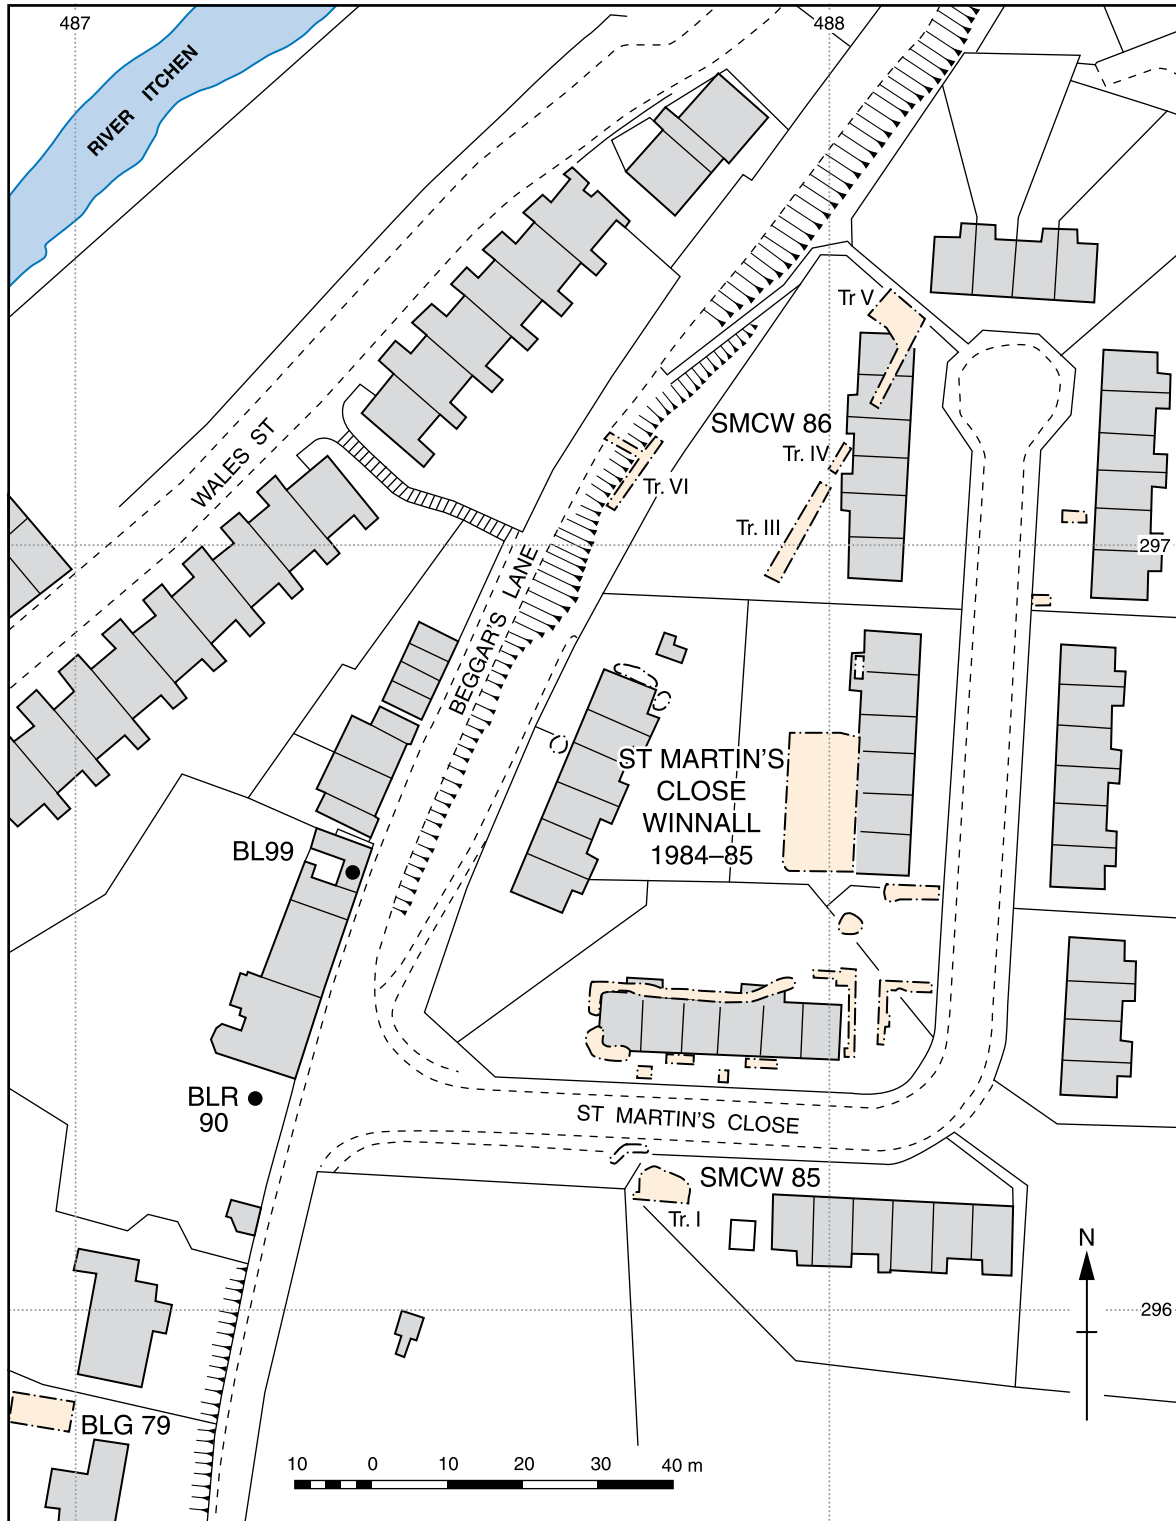 487
488
RIVER ITCHEN
Tr V
SMCW 86
WALES ST
Tr. IV
Tr. VI
Tr. III
297
BEGGAR'S LANE
ST MARTIN'S
CLOSE
WINNALL
1984–85
BL99
BLR
90
ST MARTIN'S CLOSE
SMCW 85
Tr. I
N
296
BLG 79
10 0 10 20 30 40 m